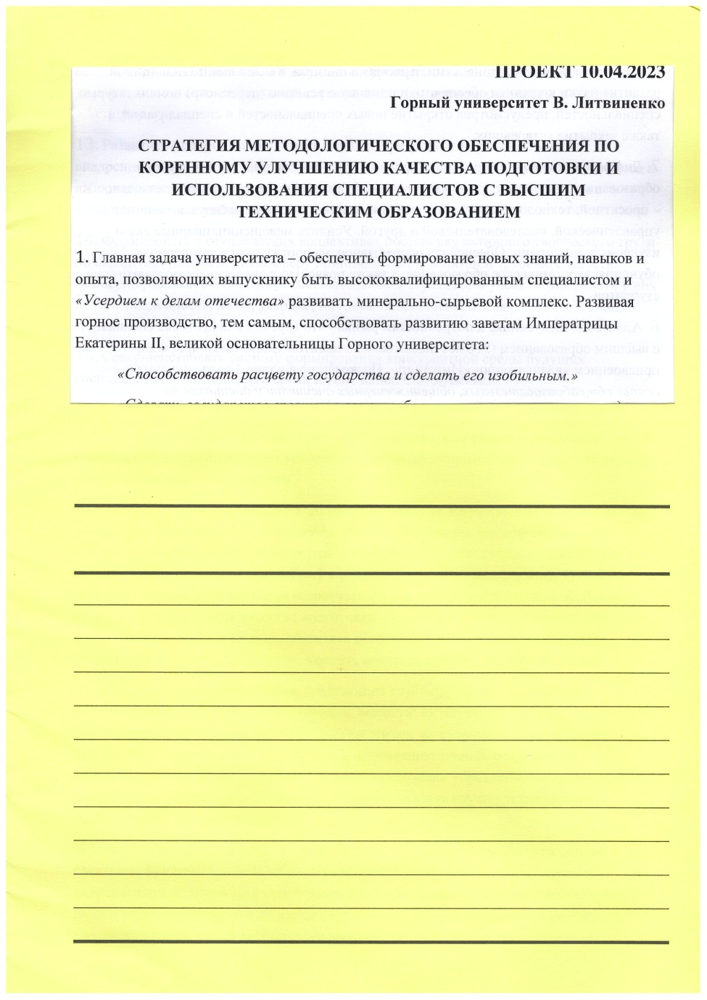 ПРОЕКТ 10.04.2023
Горный университет В. Литвиненко
СТРАТЕГИЯ МЕТОДОЛОГИЧЕСКОГО ОБЕСПЕЧЕНИЯ ПО
КОРЕННОМУ УЛУЧШЕНИЮ КАЧЕСТВА ПОДГОТОВКИ И
ИСПОЛЬЗОВАНИЯ СПЕЦИАЛИСТОВ С ВЫСШИМ
ТЕХНИЧЕСКИМ ОБРАЗОВАНИЕМ
1. Главная задача университета – обеспечить формирование новых знаний, навыков и
опыта, позволяющих выпускнику быть высококвалифицированным специалистом и
«Усердием к делам отечества» развивать минерально-сырьевой комплекс. Развивая
горное производство, тем самым, способствовать развитию заветам Императрицы
Екатерины II, великой основательницы Горного университета:
«Способствовать расцвету государства и сделать его изобильным.»